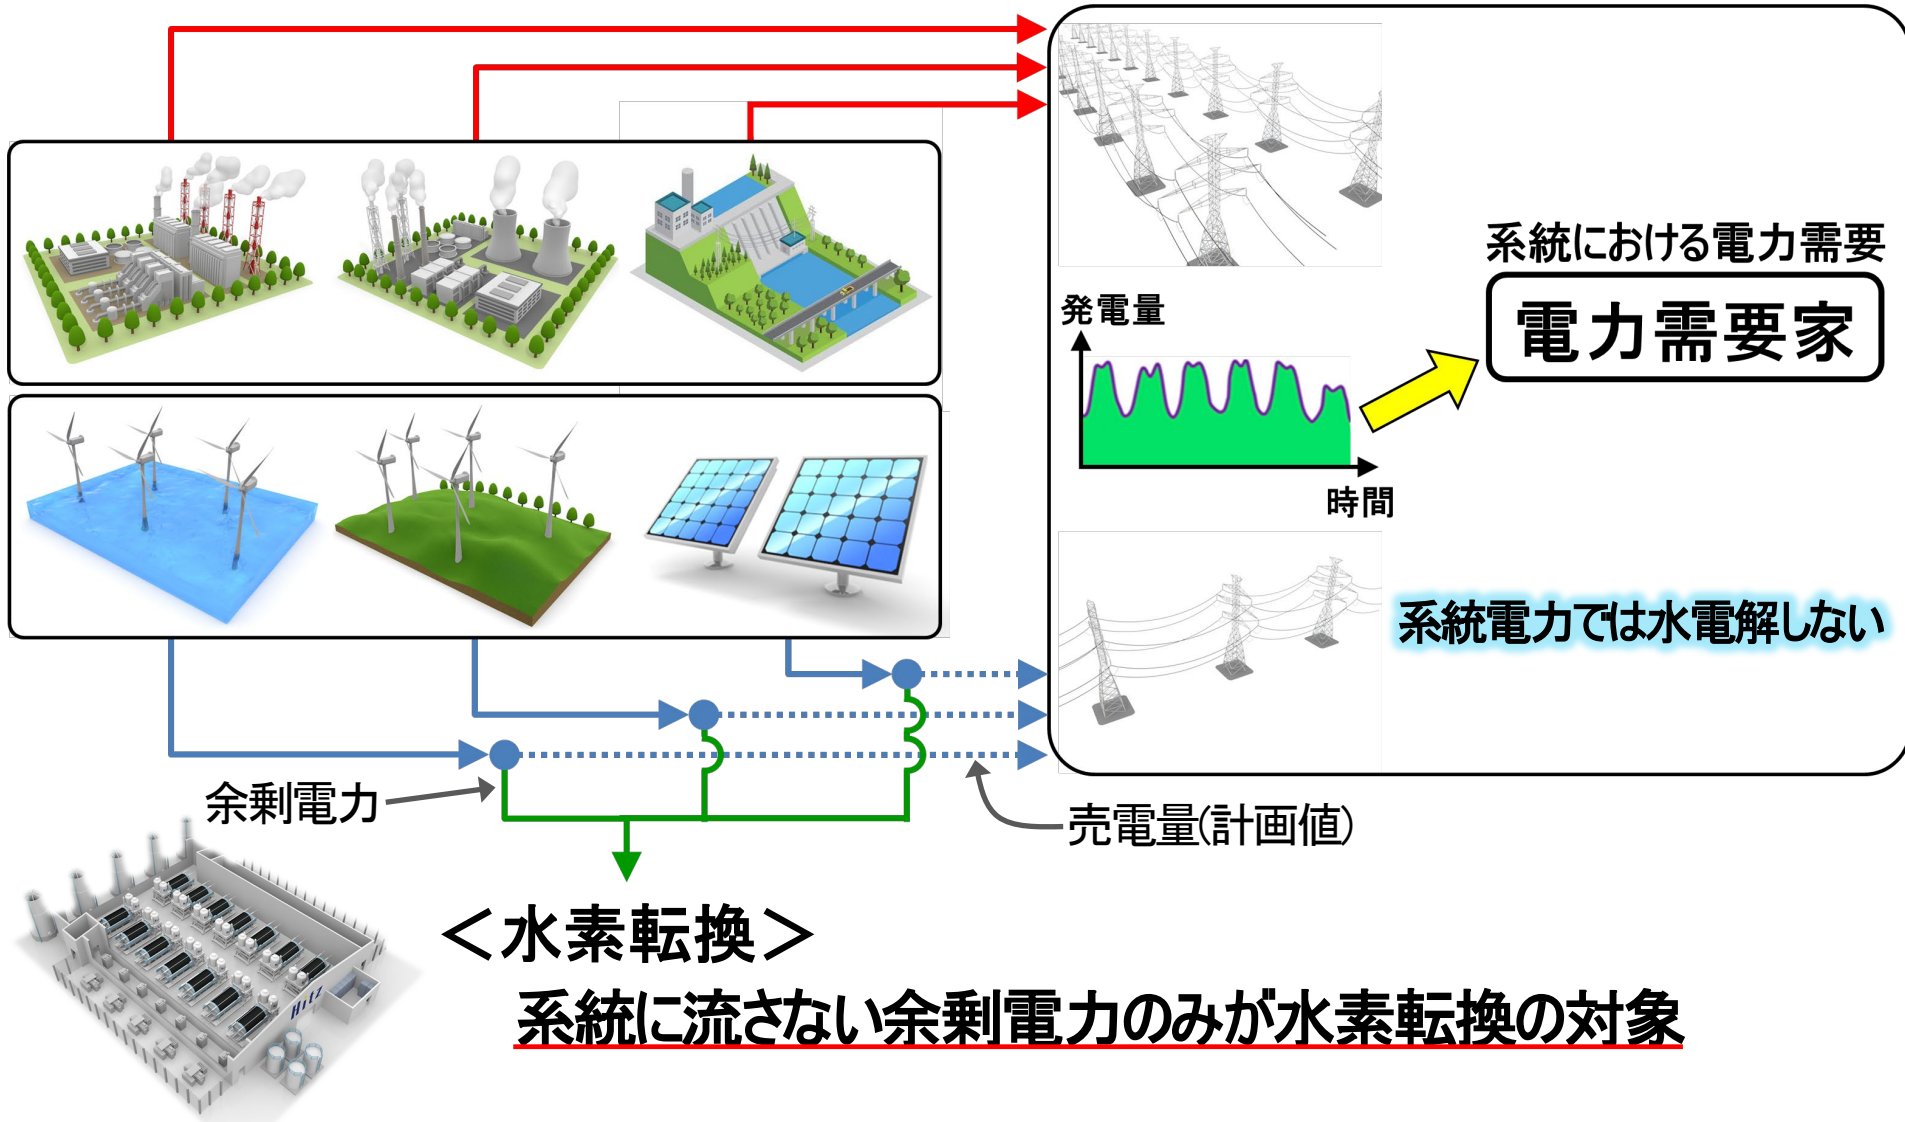 系統における電力需要
電力需要家
発電量
時間
系統電力では水電解しない
余剰電力
売電量(計画値)
Hitz
＜水素転換＞
系統に流さない余剰電力のみが水素転換の対象